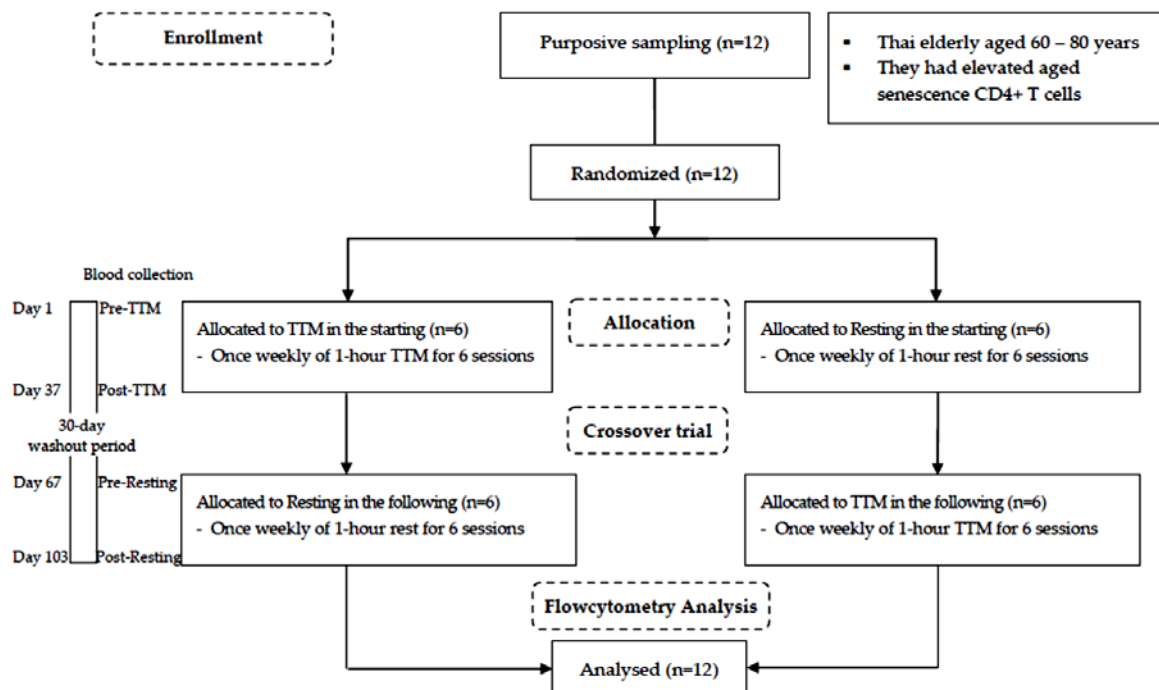 Enrollment
Purposive sampling (n=12)
▪ Thai elderly aged 60 – 80 years
▪ They had elevated aged
senescence CD4+ T cells
Randomized (n=12)
Blood collection
Day 1
Pre-TTM
Day 37
Post-TTM
30-day
washout period
Day 67
Pre-Resting
Day 103
Post-Resting
Allocated to TTM in the starting (n=6)
- Once weekly of 1-hour TTM for 6 sessions
Allocation
Allocated to Resting in the starting (n=6)
- Once weekly of 1-hour rest for 6 sessions
Crossover trial
Allocated to Resting in the following (n=6)
- Once weekly of 1-hour rest for 6 sessions
Allocated to TTM in the following (n=6)
- Once weekly of 1-hour TTM for 6 sessions
Flowcytometry Analysis
Analysed (n=12)